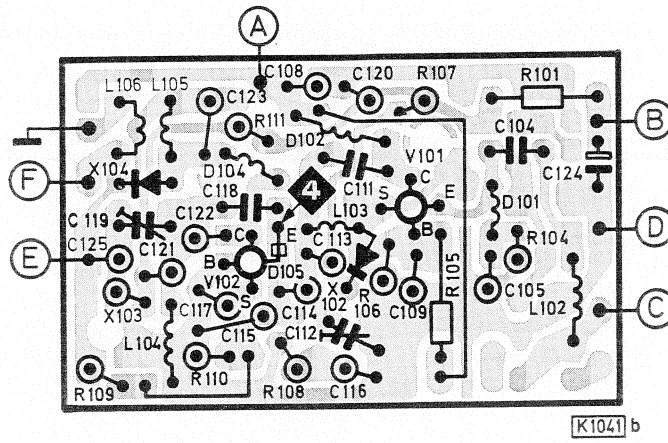 A
C108
C120
R107
L106 L105
C123
R101
R111
D102
B
C104
X104
D104
V101
C124
F
C118
4
C111
C
L103
S
E
D101
C119
C122
C
E
C113
B
D
R104
C125
C121
E
B
D105
V102
S
X102
R106
R105
X103
C117
C114
C109
C105
L102
C
C115
C112
L104
R110
R109
R108
C116
K1041 b